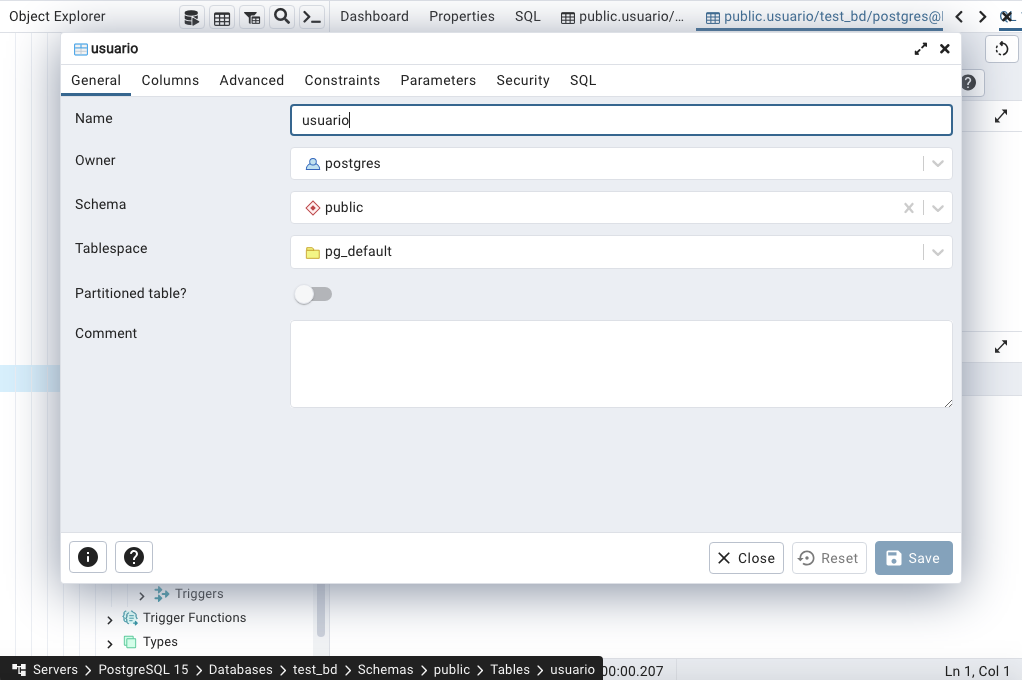 Object Explorer
Dashboard Properties SQL public.usuario/... public.usuario/test_bd/postgres@l
usuario
General Columns Advanced Constraints Parameters Security SQL
Name usuario
Owner postgres
Schema public
Tablespace pg_default
Partitioned table?
Comment
Close Reset Save
Triggers
Trigger Functions
Types
Servers > PostgreSQL 15 > Databases > test_bd > Schemas > public > Tables > usuario
00:00.207 Ln 1, Col 1